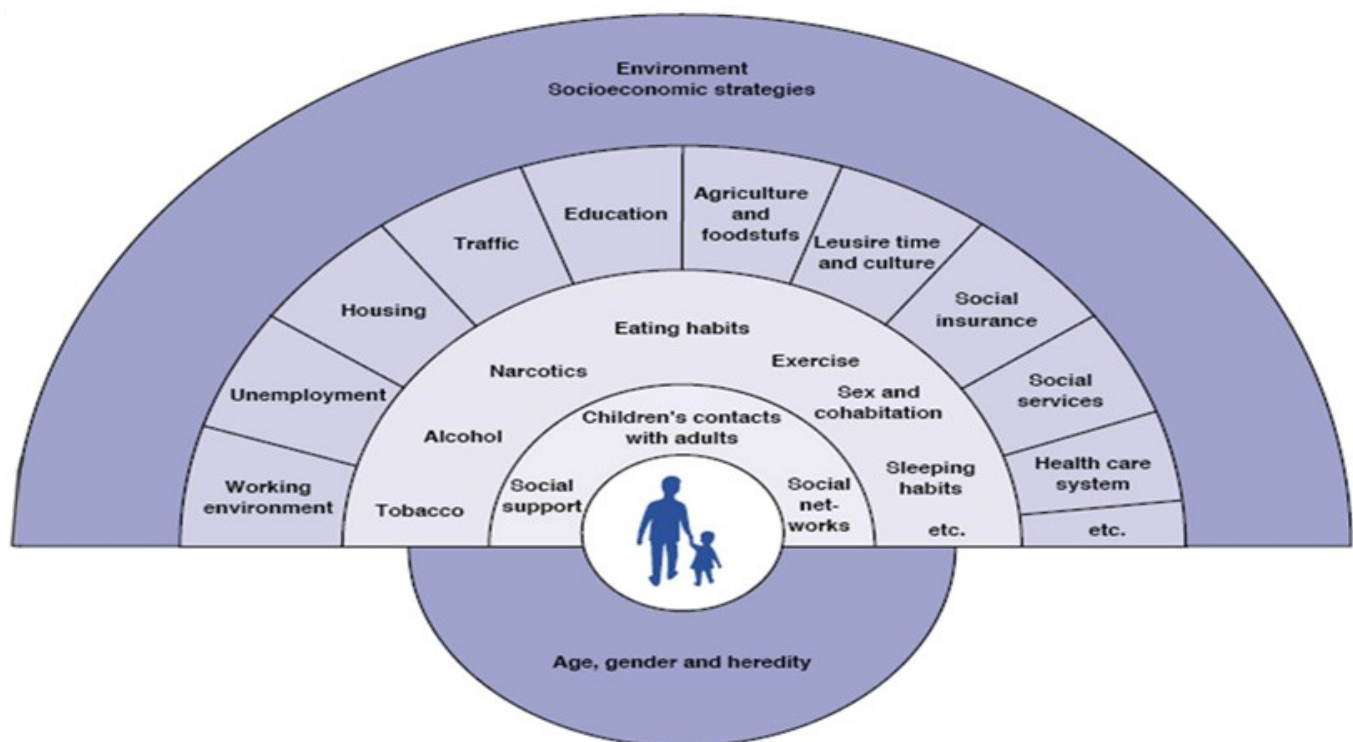 Environment
Socioeconomic strategies
Education
Agriculture
and
foodstufs
Traffic
Leusire time
and culture
Housing
Social
insurance
Unemployment
Social
services
Working
environment
Health care
system
etc.
Eating habits
Narcotics
Exercise
Alcohol
Sex and
cohabitation
Tobacco
Sleeping
habits
etc.
Children's contacts
with adults
Social
support
Social
net-
works
Age, gender and heredity